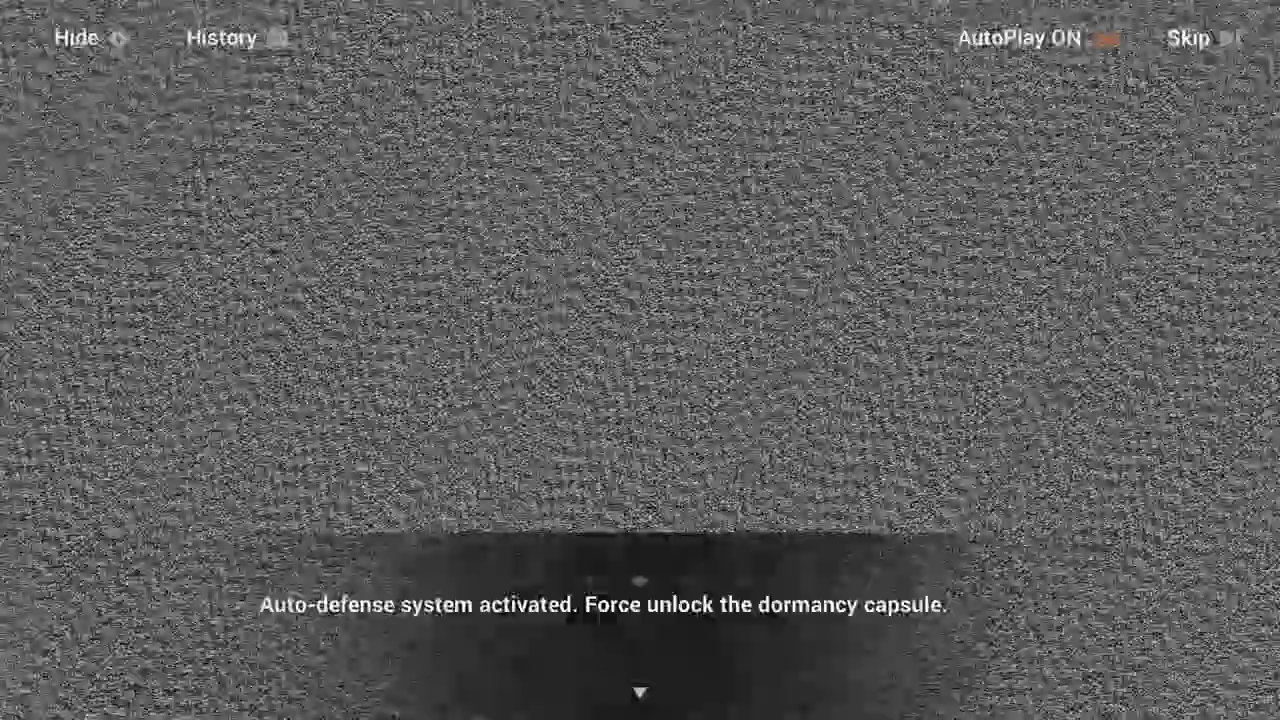 Hide
History
AutoPlay ON
Skip
Auto-defense system activated. Force unlock the dormancy capsule.